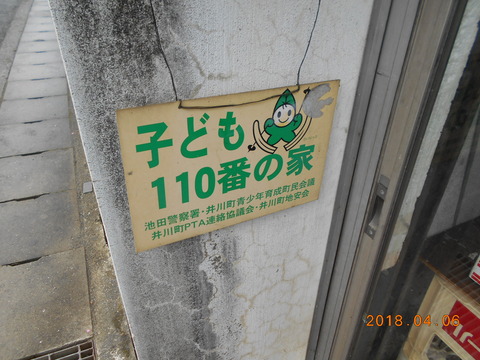 子ども
110番の家
池田警察署・井川町青少年育成町民会議
井川町PTA連絡協議会・井川町地安会
2018.04.06